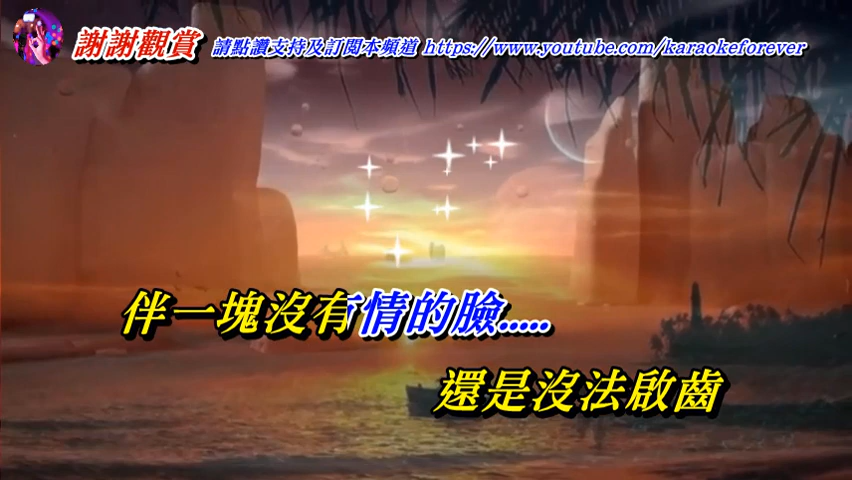 謝謝觀賞 請點讚支持及訂閱本頻道 https://www.youtube.com/karaokeforever
伴一塊沒有情的臉.....
還是沒法啟齒